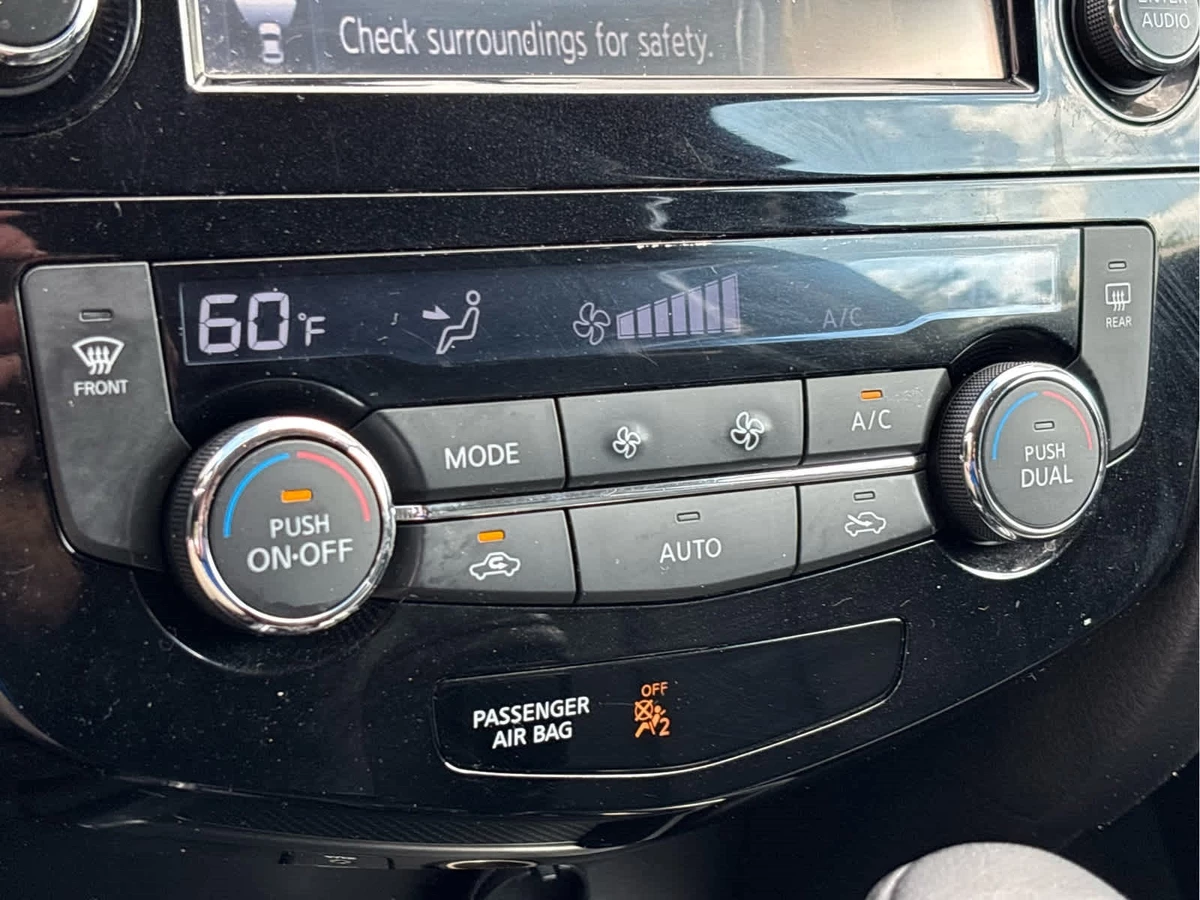 Check surroundings for safety.
ENTER
AUDIO
60°F
A/C
FRONT
REAR
MODE
A/C
PUSH
DUAL
PUSH
ON·OFF
AUTO
PASSENGER
AIR BAG
OFF
2